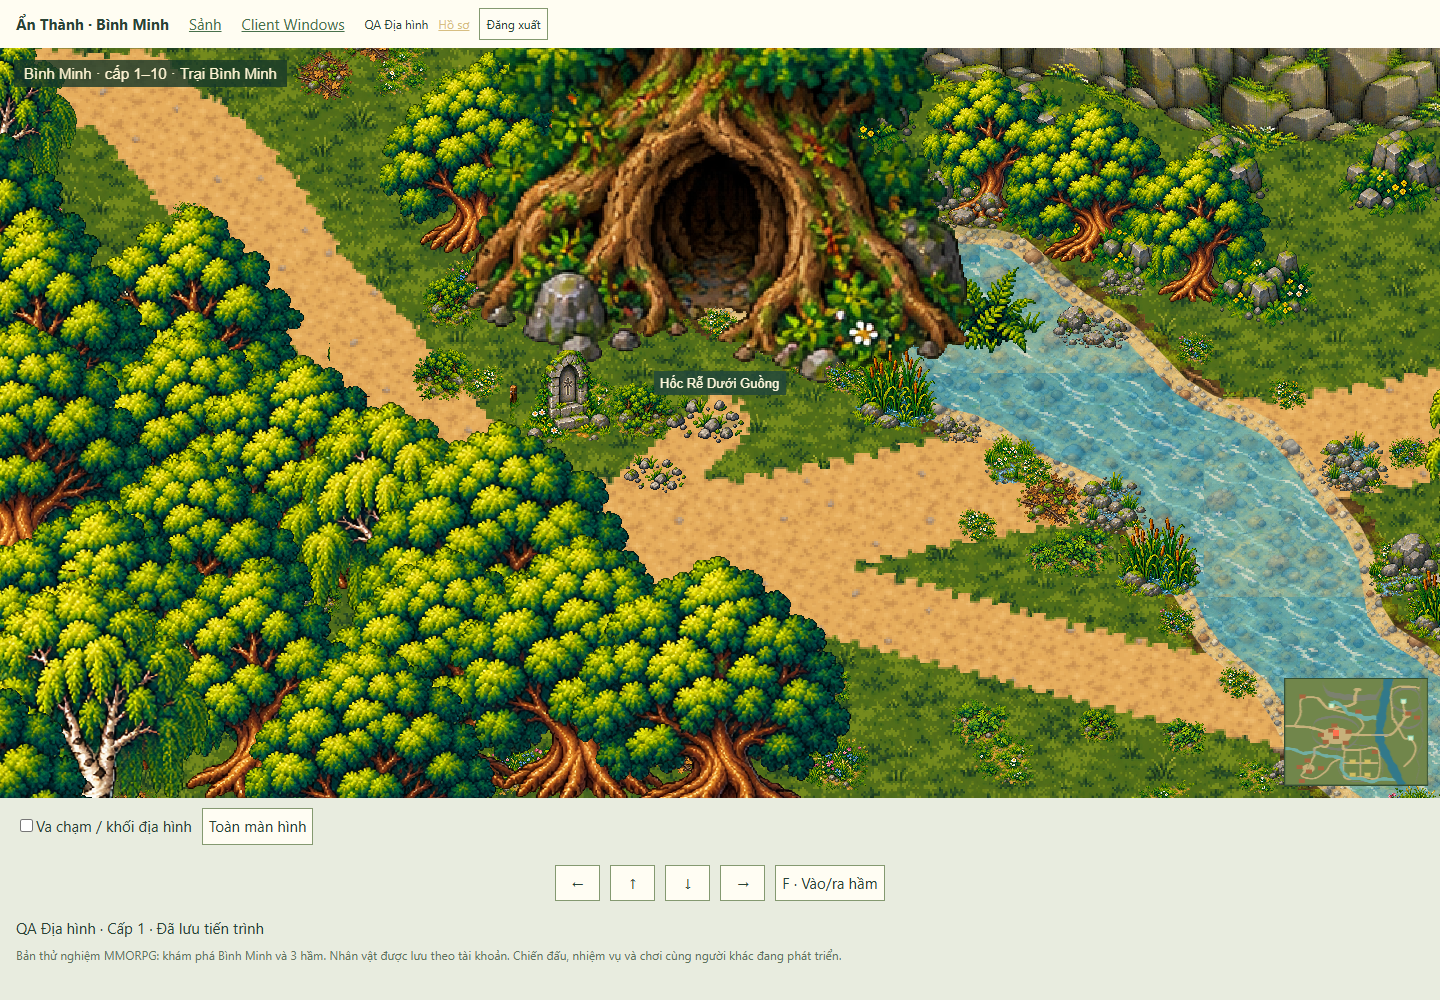 Ẩn Thành · Bình Minh Sảnh Client Windows QA Địa hình Hồ sơ Đăng xuất
Bình Minh · cấp 1–10 · Trại Bình Minh
Hốc Rễ Dưới Guồng
Va chạm / khối địa hình Toàn màn hình
← ↑ ↓ → F · Vào/ra hầm
QA Địa hình · Cấp 1 · Đã lưu tiến trình
Bản thử nghiệm MMORPG: khám phá Bình Minh và 3 hầm. Nhân vật được lưu theo tài khoản. Chiến đấu, nhiệm vụ và chơi cùng người khác đang phát triển.